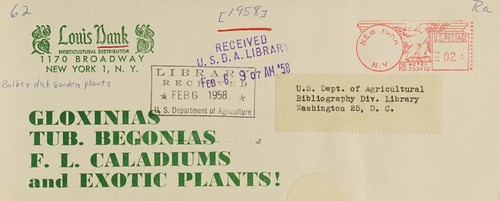 62
[1958]
Louis Dank
HORTICULTURAL DISTRIBUTOR
1170 BROADWAY
NEW YORK 1, N. Y.
RECEIVED
U. S. D. A. LIBRARY
FEB 6 9 07 AM '58
LIBRARY
RECEIVED
FEB 6 1958
U. S. Department of Agriculture
NEW YORK
N.Y.
U.S. POSTAGE
02
Bulbs, dish garden plants
U.S. Dept. of Agricultural
Bibliography Div. Library
Washington 25, D. C.
GLOXINIAS
TUB. BEGONIAS
F. L. CALADIUMS
and EXOTIC PLANTS!